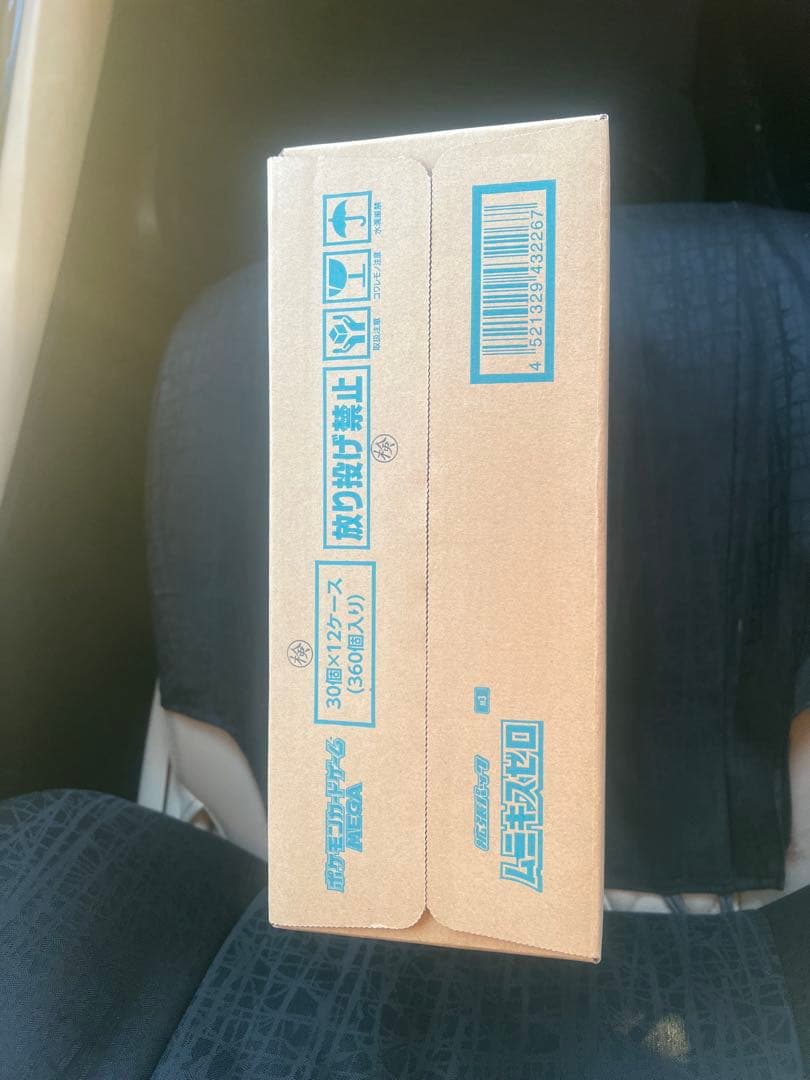 ポケモンカードゲーム
MEGA
30個×12ケース
(360個入り)
検
放り投げ禁止
検
取扱注意
コワレモノ注意
水濡厳禁
拡張パック
M3
ムニキスゼロ
4 521329 432267